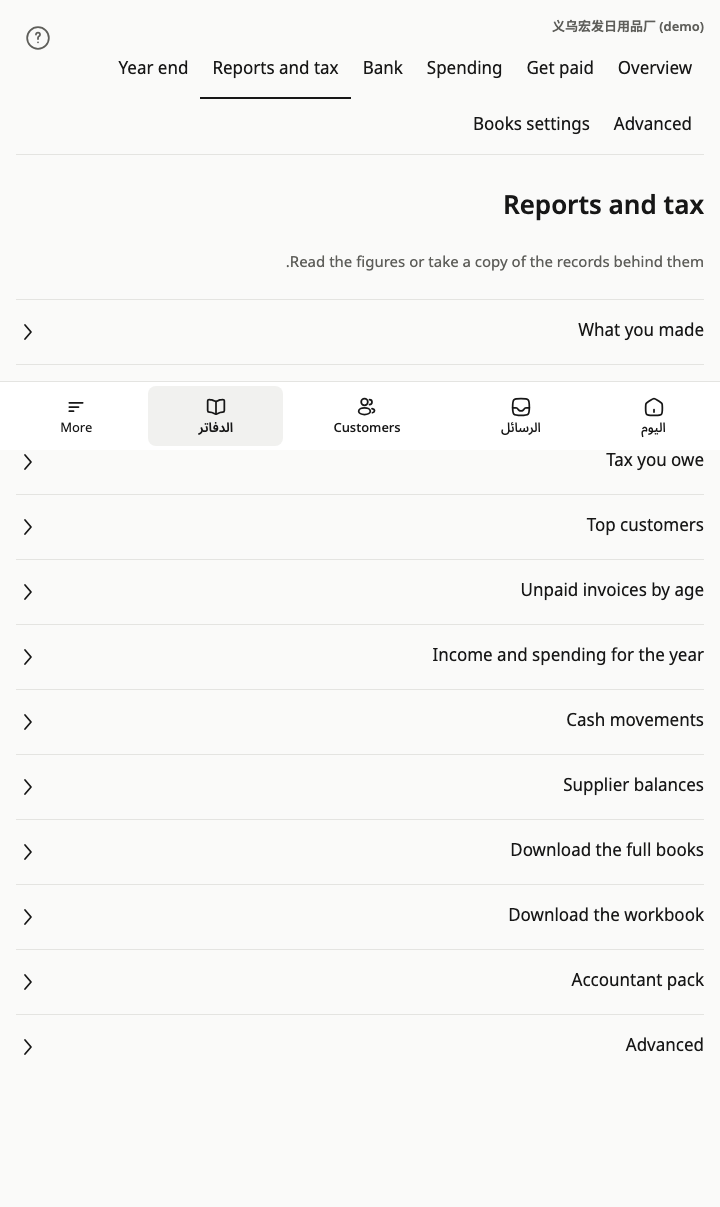 义乌宏发日用品厂 (demo)
Overview
Get paid
Spending
Bank
Reports and tax
Year end
Advanced
Books settings
Reports and tax
Read the figures or take a copy of the records behind them.
What you made
اليوم
الرسائل
Customers
الدفاتر
More
Tax you owe
Top customers
Unpaid invoices by age
Income and spending for the year
Cash movements
Supplier balances
Download the full books
Download the workbook
Accountant pack
Advanced